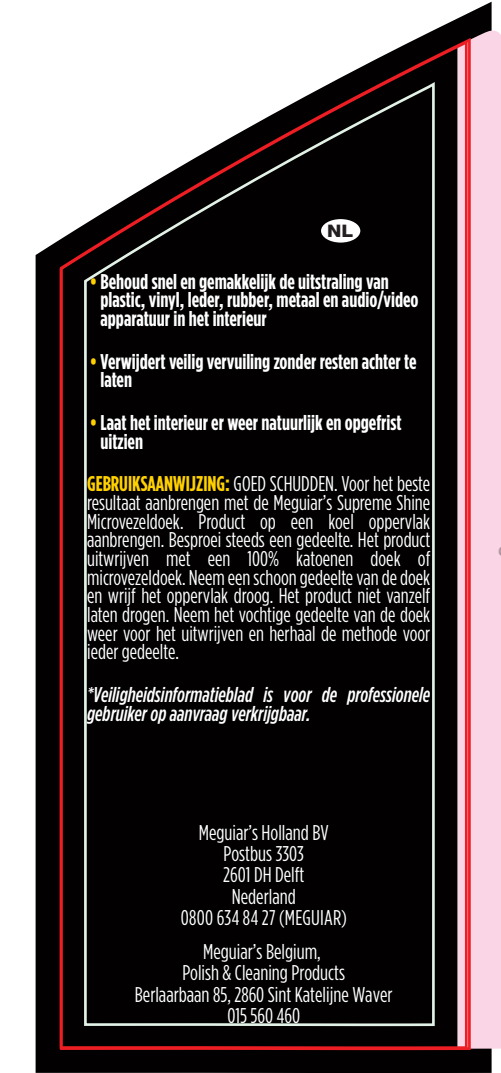 NL
• Behoud snel en gemakkelijk de uitstraling van
plastic, vinyl, leder, rubber, metaal en audio/video
apparatuur in het interieur
• Verwijdert veilig vervuiling zonder resten achter te
laten
• Laat het interieur er weer natuurlijk en opgefrist
uitzien
GEBRUIKSAANWIJZING: GOED SCHUDDEN. Voor het beste
resultaat aanbrengen met de Meguiar’s Supreme Shine
Microvezeldoek. Product op een koel oppervlak
aanbrengen. Besproei steeds een gedeelte. Het product
uitwrijven met een 100% katoenen doek of
microvezeldoek. Neem een schoon gedeelte van de doek
en wrijf het oppervlak droog. Het product niet vanzelf
laten drogen. Neem het vochtige gedeelte van de doek
weer voor het uitwrijven en herhaal de methode voor
ieder gedeelte.
*Veiligheidsinformatieblad is voor de professionele
gebruiker op aanvraag verkrijgbaar.
Meguiar’s Holland BV
Postbus 3303
2601 DH Delft
Nederland
0800 634 84 27 (MEGUIAR)
Meguiar’s Belgium,
Polish & Cleaning Products
Berlaarbaan 85, 2860 Sint Katelijne Waver
015 560 460